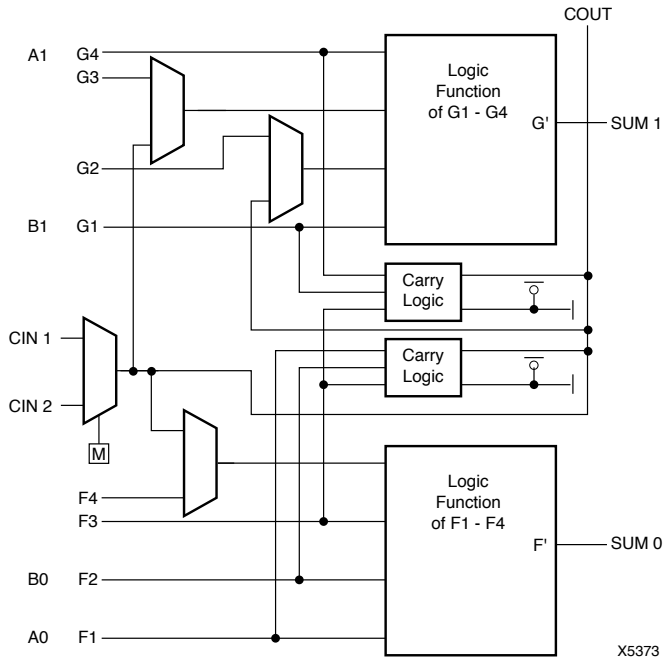 COUT
A1 G4
G3
Logic
Function
of G1 - G4
G' SUM 1
G2
B1 G1
Carry
Logic
CIN 1
Carry
Logic
CIN 2
M
F4
F3
Logic
Function
of F1 - F4
F' SUM 0
B0 F2
A0 F1
X5373